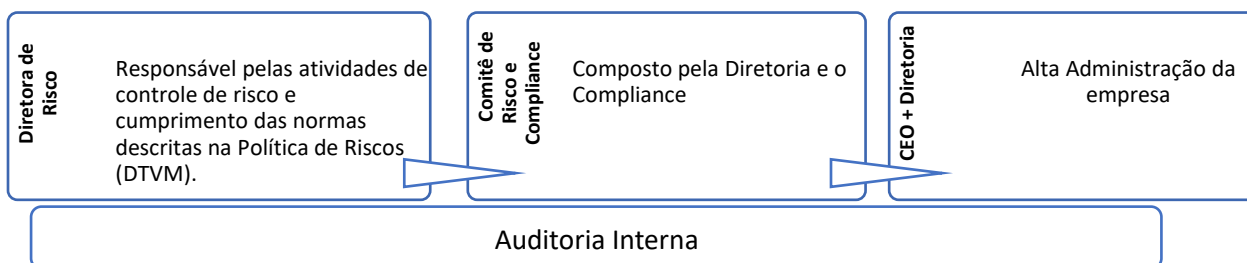 Diretora de
Risco
Responsável pelas atividades de
controle de risco e
cumprimento das normas
descritas na Política de Riscos
(DTVM).
Comitê de
Risco e
Compliance
Composto pela Diretoria e o
Compliance
CEO + Diretoria
Alta Administração da
empresa
Auditoria Interna